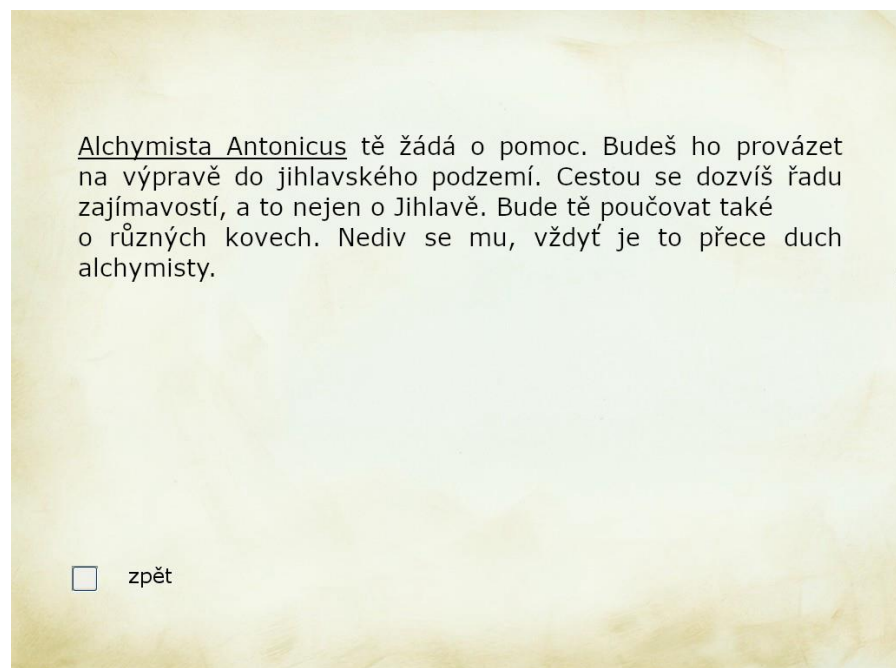 Alchymista Antonicus tě žádá o pomoc. Budeš ho provázet
na výpravě do jihlavského podzemí. Cestou se dozvíš řadu
zajímavostí, a to nejen o Jihlavě. Bude tě poučovat také
o různých kovech. Nediv se mu, vždyť je to přece duch
alchymisty.
zpět